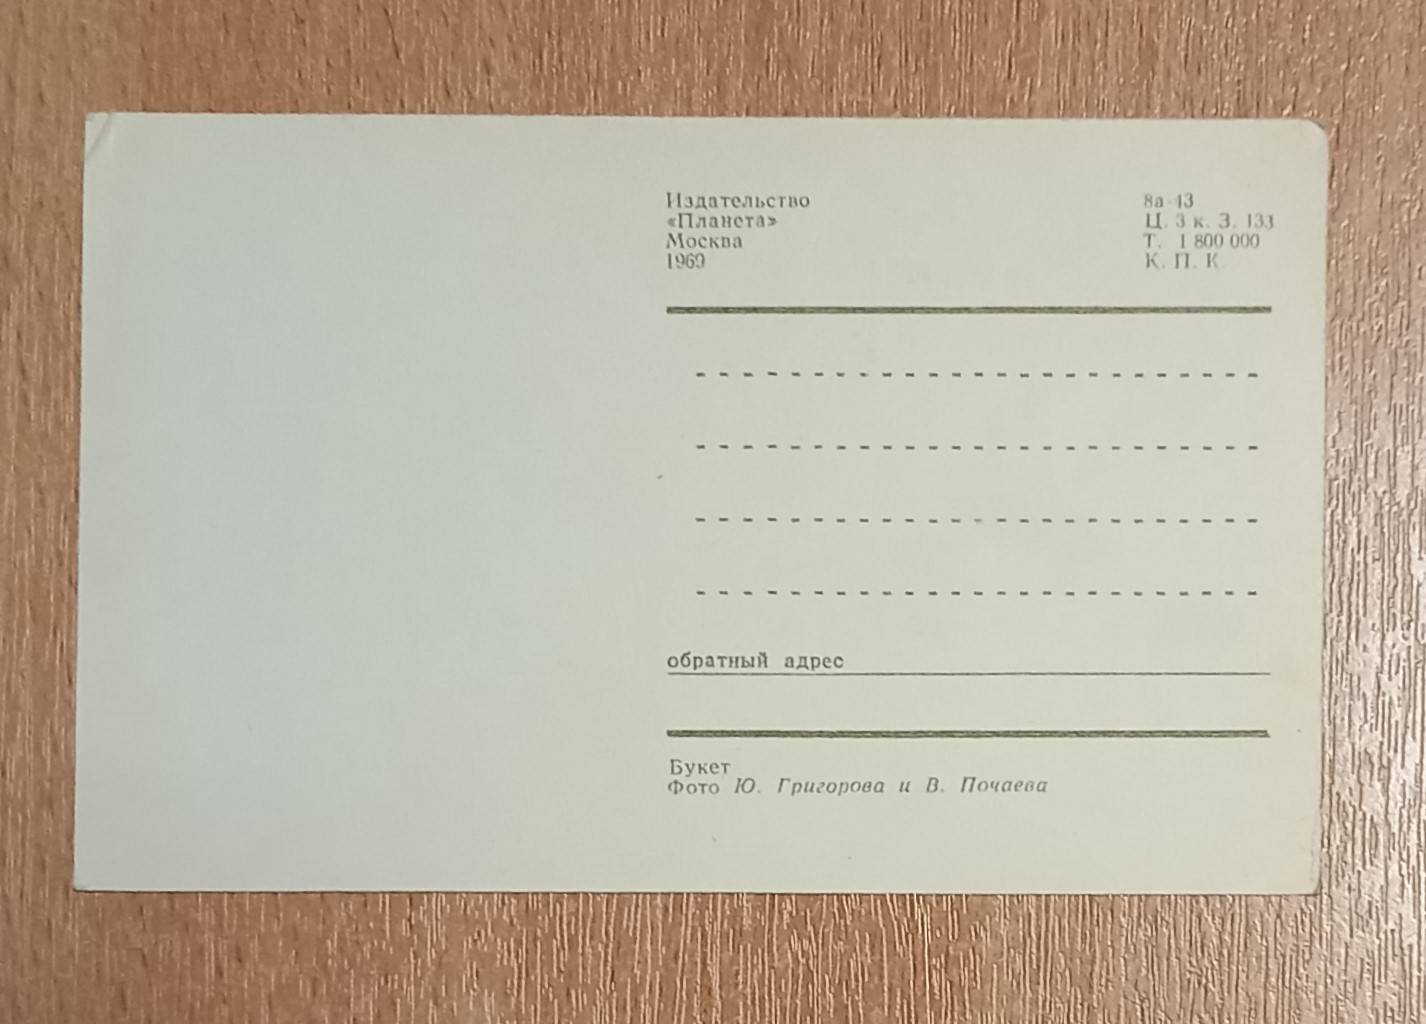 Издательство
«Планета»
Москва
1969
8а-43
Ц. 3 к. З. 133
Т. 1 800 000
К. П. К.
обратный адрес
Букет
Фото Ю. Григорова и В. Почаева